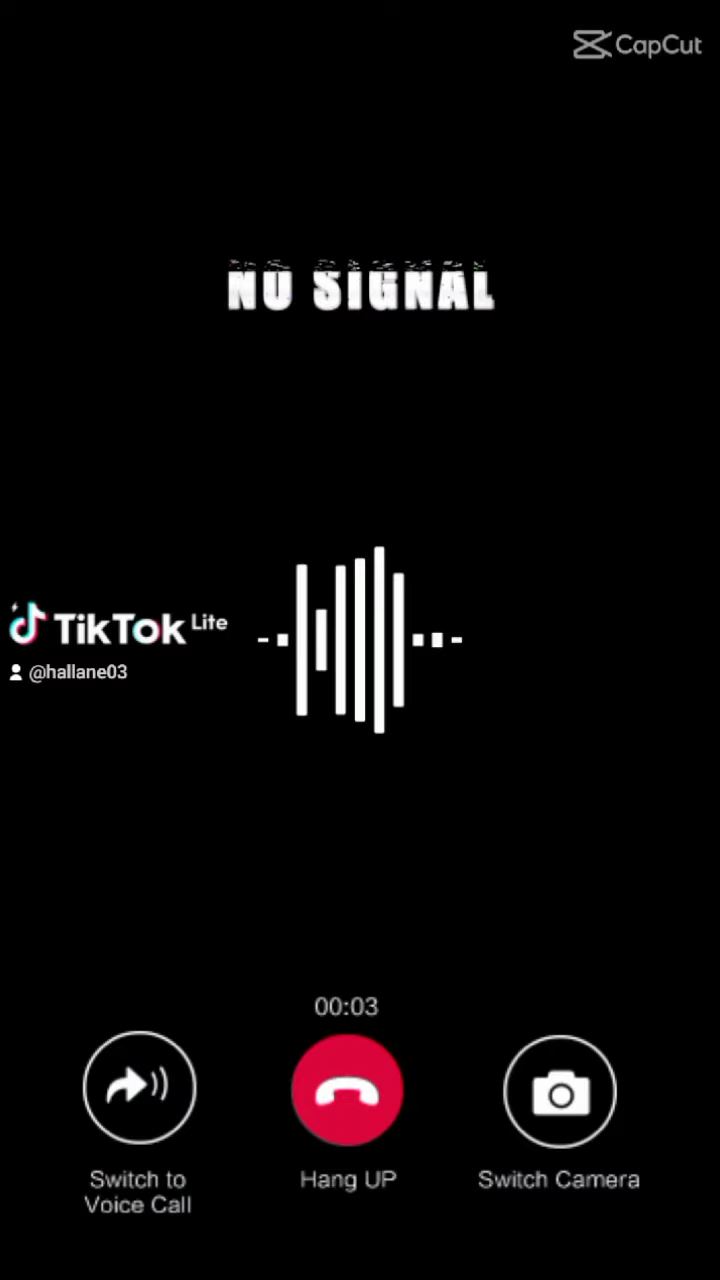 CapCut
NO SIGNAL
TikTok Lite
@hallane03
00:03
Switch to
Voice Call
Hang UP
Switch Camera